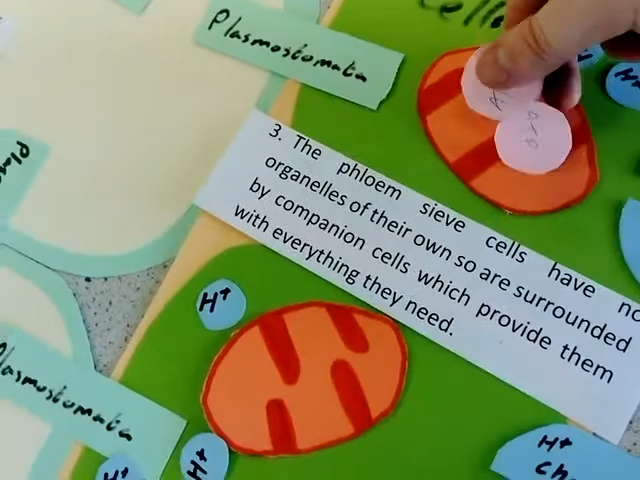 Cells
Plasmostomata
3. The phloem sieve cells have no
organelles of their own so are surrounded
by companion cells which provide them
with everything they need.
H+
Plasmostomata
H+
H+
H+